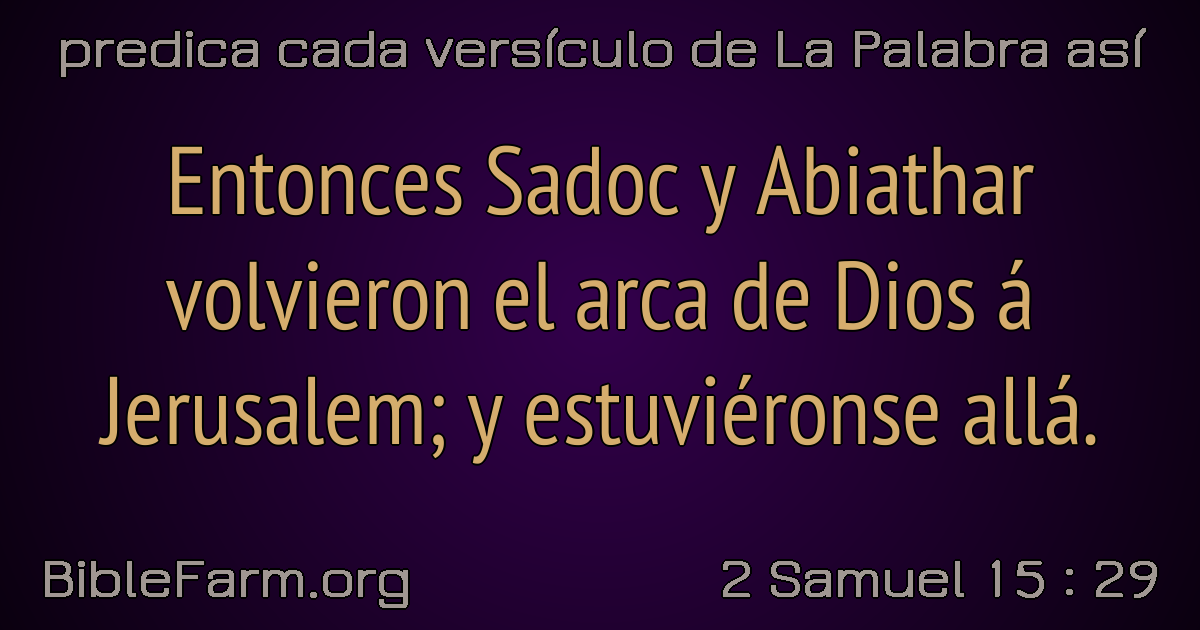 predica cada versículo de La Palabra así
Entonces Sadoc y Abiathar
volvieron el arca de Dios á
Jerusalem; y estuviéronse allá.
BibleFarm.org
2 Samuel 15 : 29